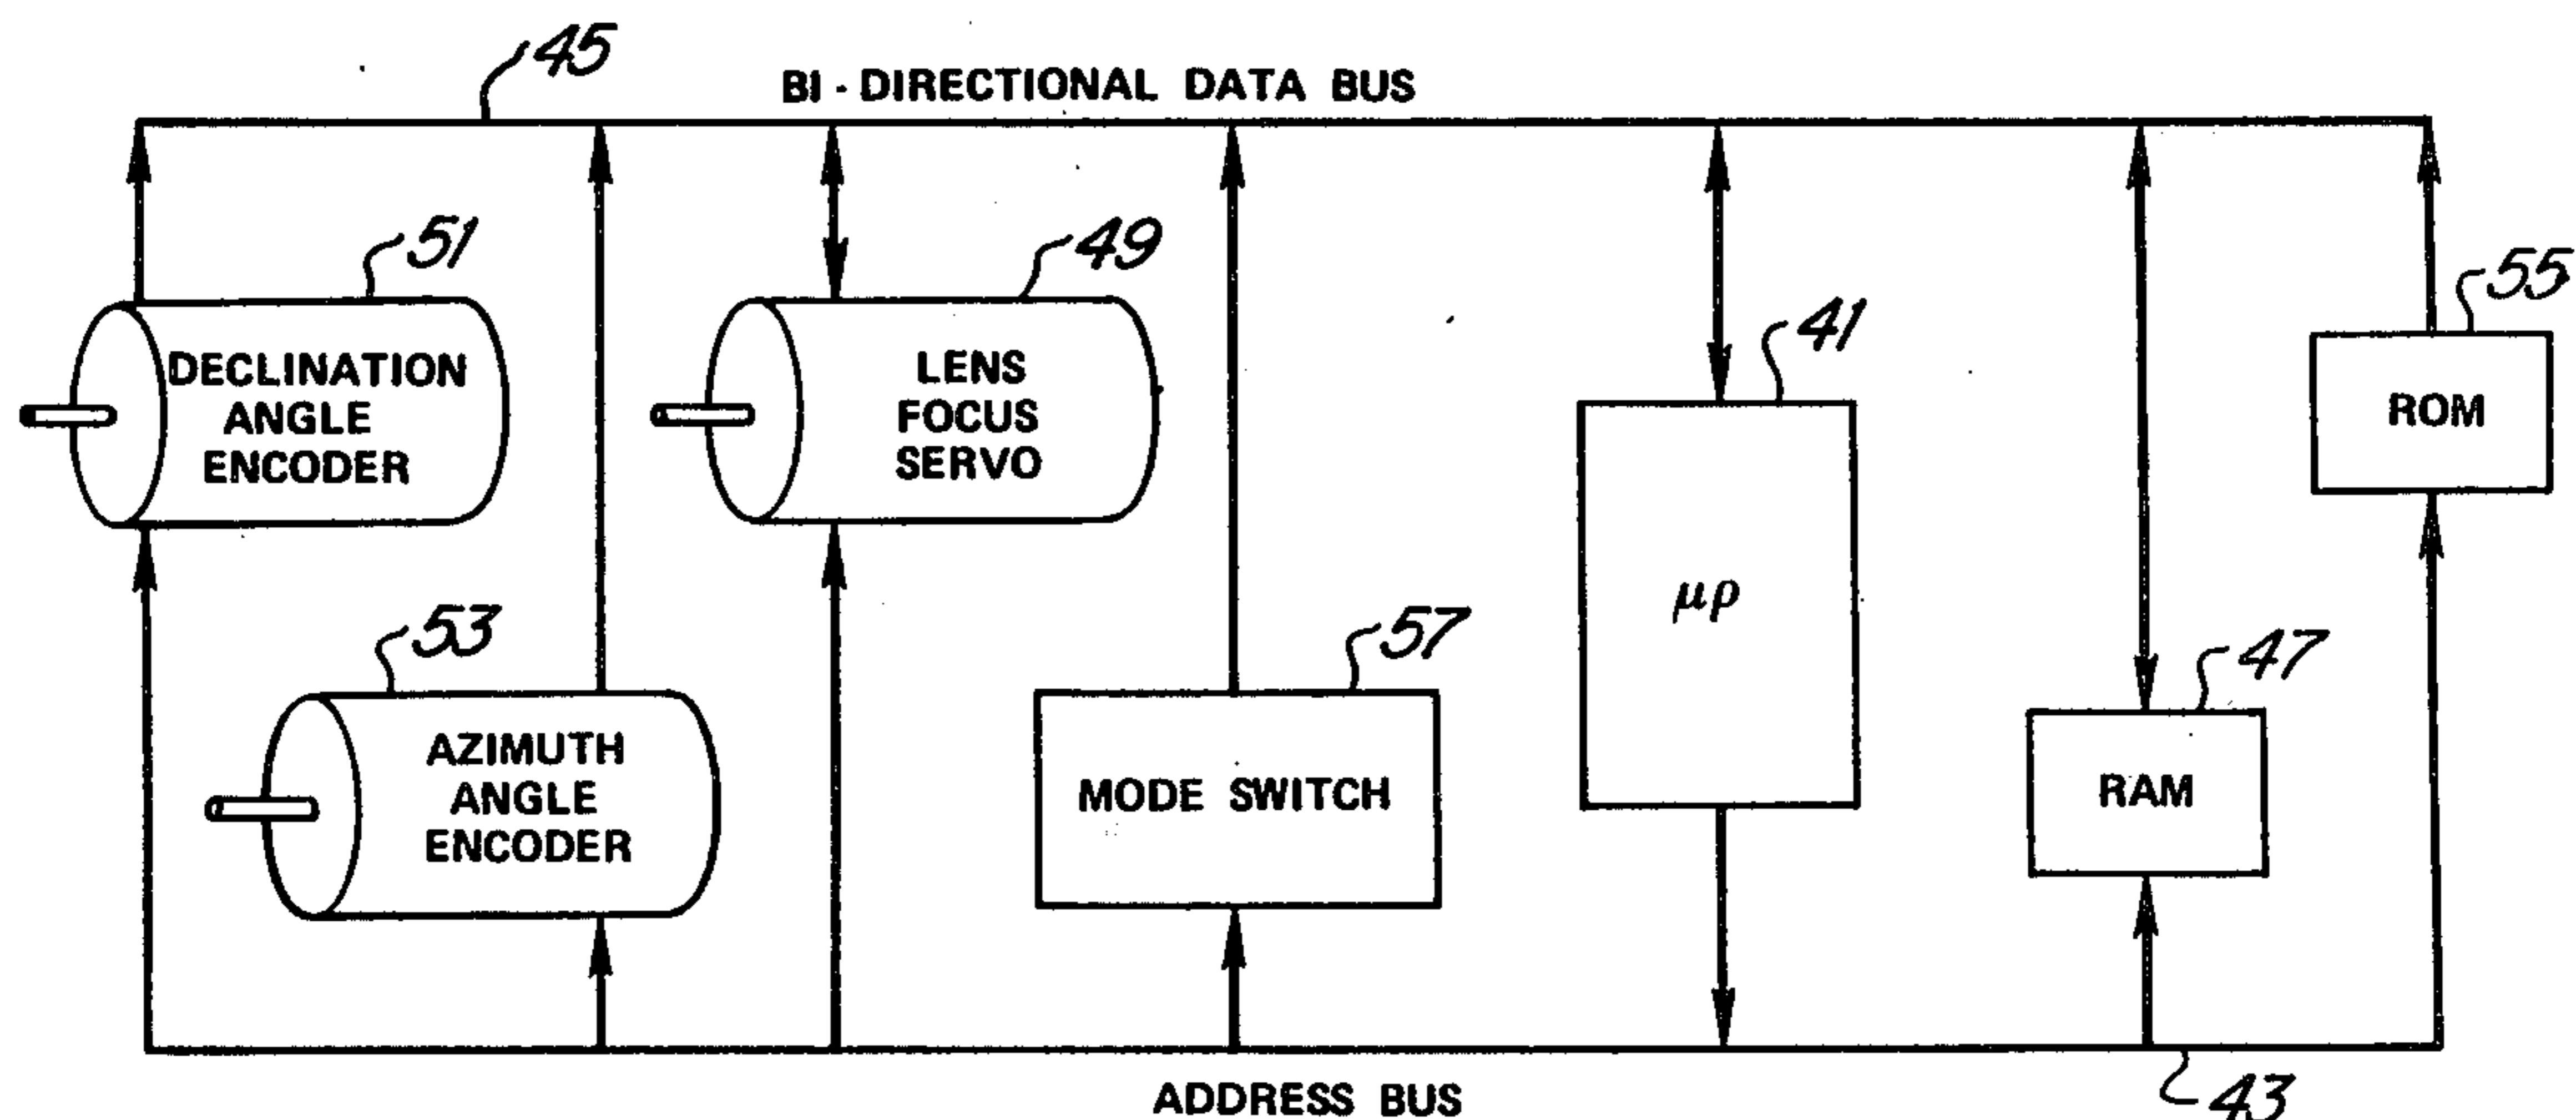 45
BI - DIRECTIONAL DATA BUS
51
DECLINATION
ANGLE
ENCODER
49
LENS
FOCUS
SERVO
41
μρ
55
ROM
53
AZIMUTH
ANGLE
ENCODER
57
MODE SWITCH
47
RAM
ADDRESS BUS
43